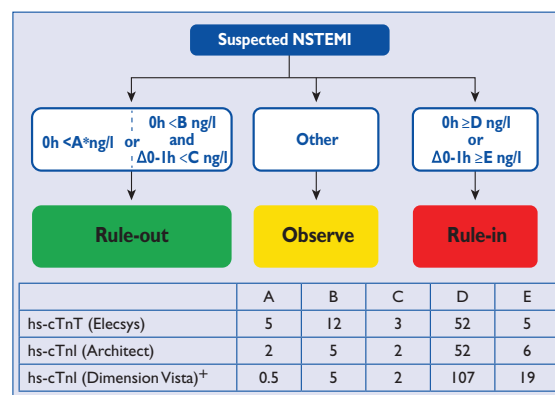 Suspected NSTEMI
0h <A*ng/l or
0h <B ng/l
and
Δ0-1h <C ng/l
Other
0h ≥D ng/l
or
Δ0-1h ≥E ng/l
Rule-out
Observe
Rule-in
A B C D E
hs-cTnT (Elecsys) 5 12 3 52 5
hs-cTnI (Architect) 2 5 2 52 6
hs-cTnI (Dimension Vista)+ 0.5 5 2 107 19